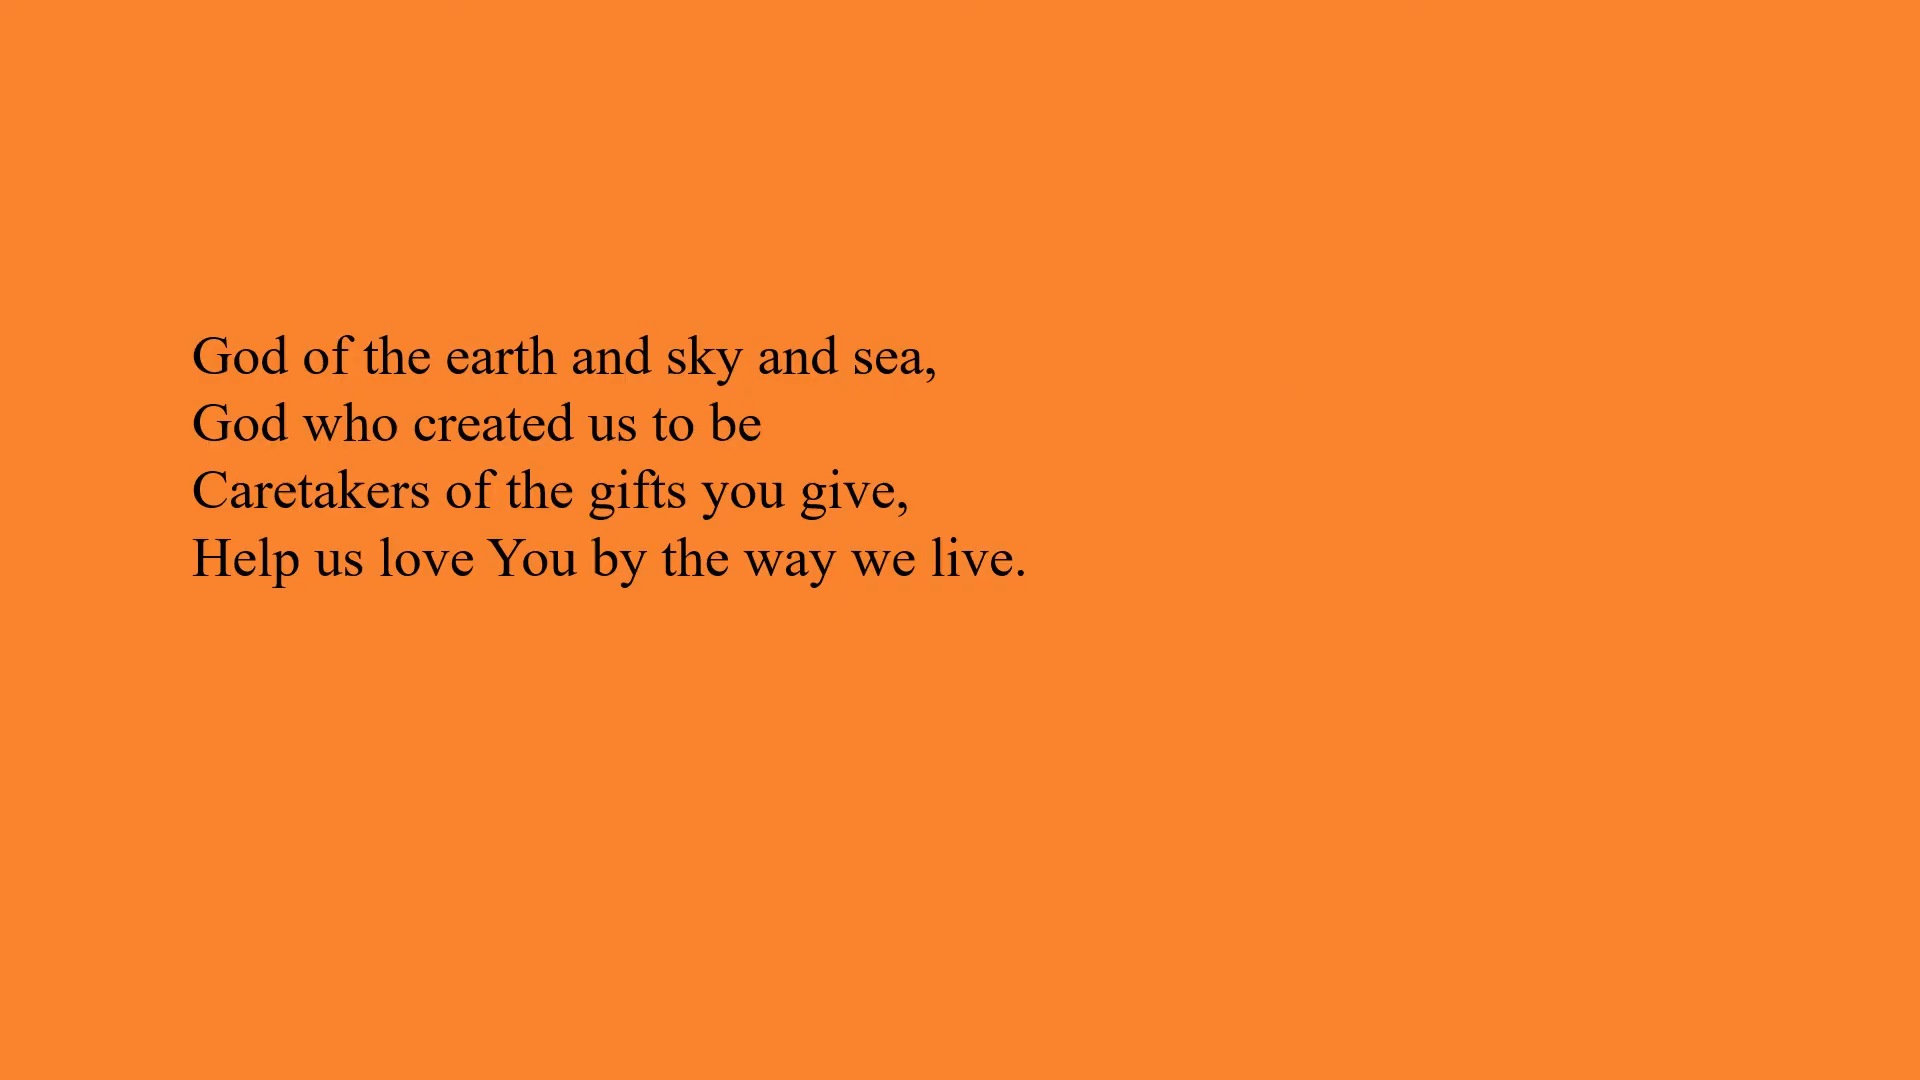 God of the earth and sky and sea,
God who created us to be
Caretakers of the gifts you give,
Help us love You by the way we live.